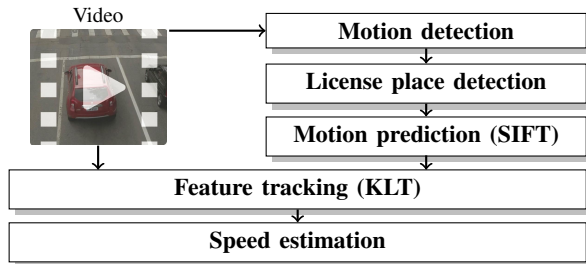 Video
Motion detection
License place detection
Motion prediction (SIFT)
Feature tracking (KLT)
Speed estimation